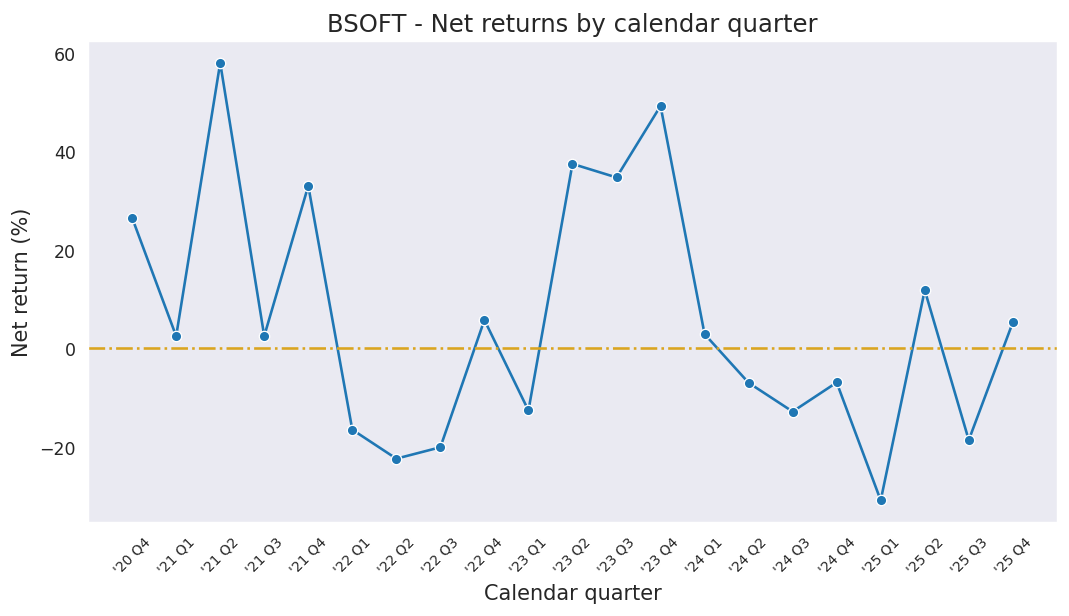 BSOFT - Net returns by calendar quarter
Net return (%)
60
40
20
0
−20
'20 Q4
'21 Q1
'21 Q2
'21 Q3
'21 Q4
'22 Q1
'22 Q2
'22 Q3
'22 Q4
'23 Q1
'23 Q2
'23 Q3
'23 Q4
'24 Q1
'24 Q2
'24 Q3
'24 Q4
'25 Q1
'25 Q2
'25 Q3
'25 Q4
Calendar quarter